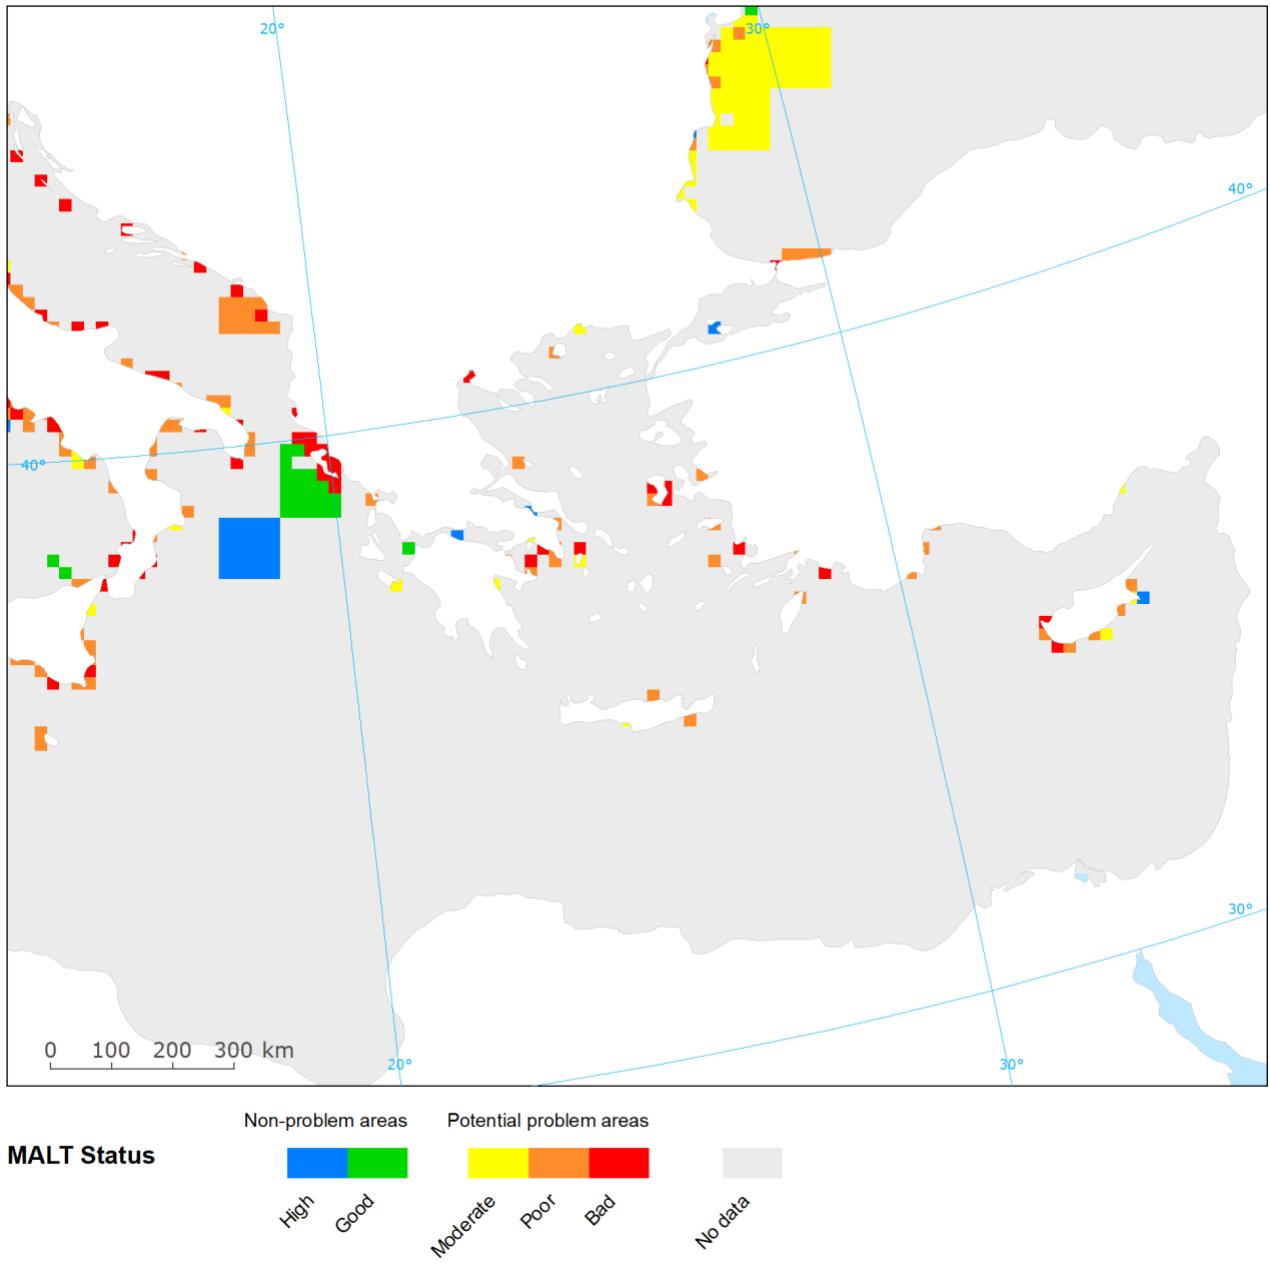 20° 30°
40°
40°
30°
0 100 200 300 km
20° 30°
Non-problem areas Potential problem areas
MALT Status
High Good Moderate Poor Bad No data